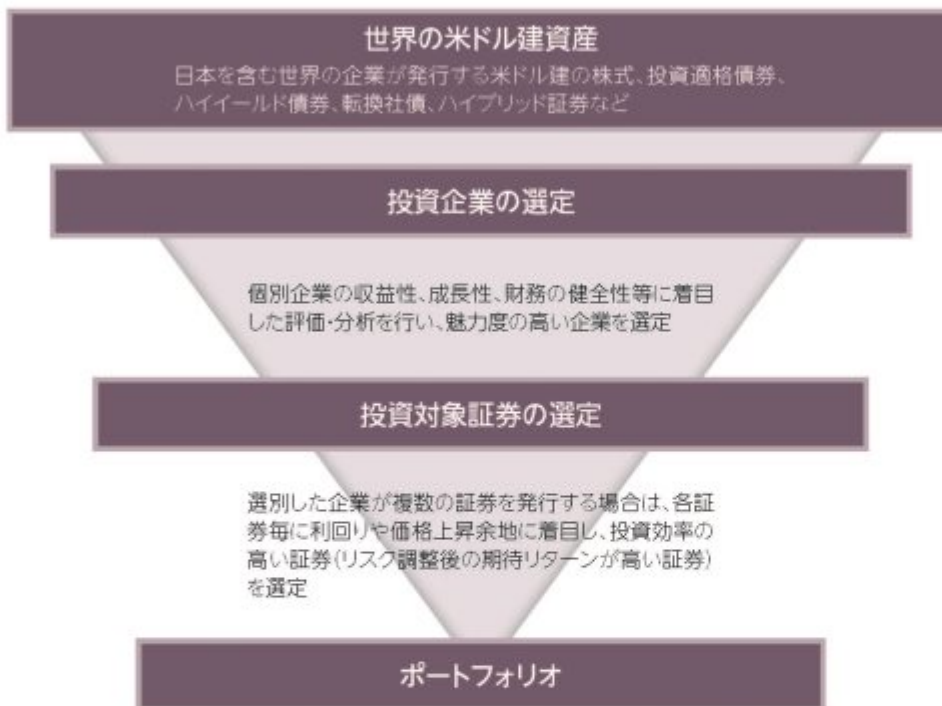 世界の米ドル建資産
日本を含む世界の企業が発行する米ドル建の株式、投資適格債券、
ハイイールド債券、転換社債、ハイブリッド証券など
投資企業の選定
個別企業の収益性、成長性、財務の健全性等に着目
した評価・分析を行い、魅力度の高い企業を選定
投資対象証券の選定
選別した企業が複数の証券を発行する場合は、各証
券毎に利回りや価格上昇余地に着目し、投資効率の
高い証券(リスク調整後の期待リターンが高い証券)
を選定
ポートフォリオ